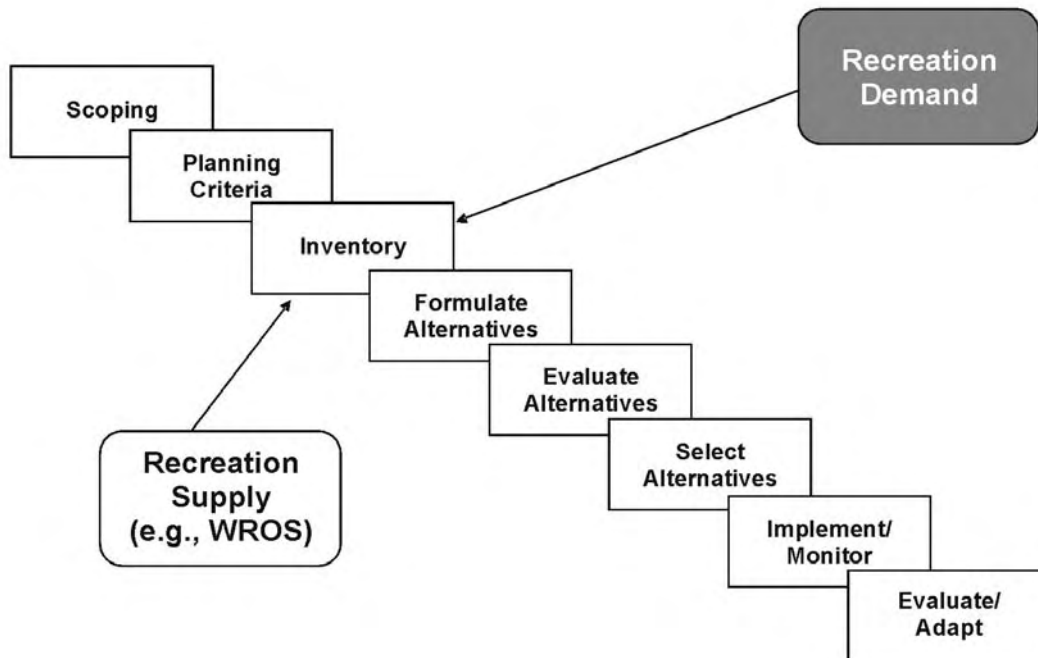 Recreation
Demand
Scoping
Planning
Criteria
Inventory
Formulate
Alternatives
Evaluate
Alternatives
Select
Alternatives
Implement/
Monitor
Evaluate/
Adapt
Recreation
Supply
(e.g., WROS)